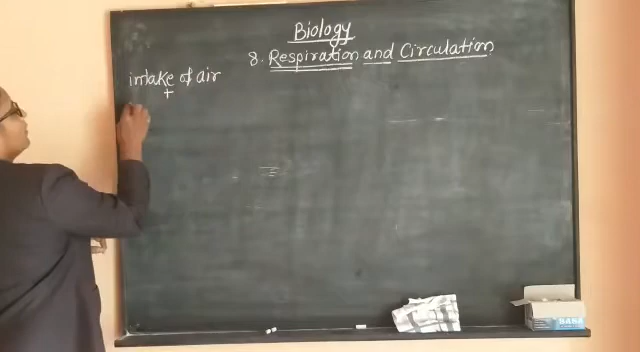 Biology
8. Respiration and Circulation
intake of air
+